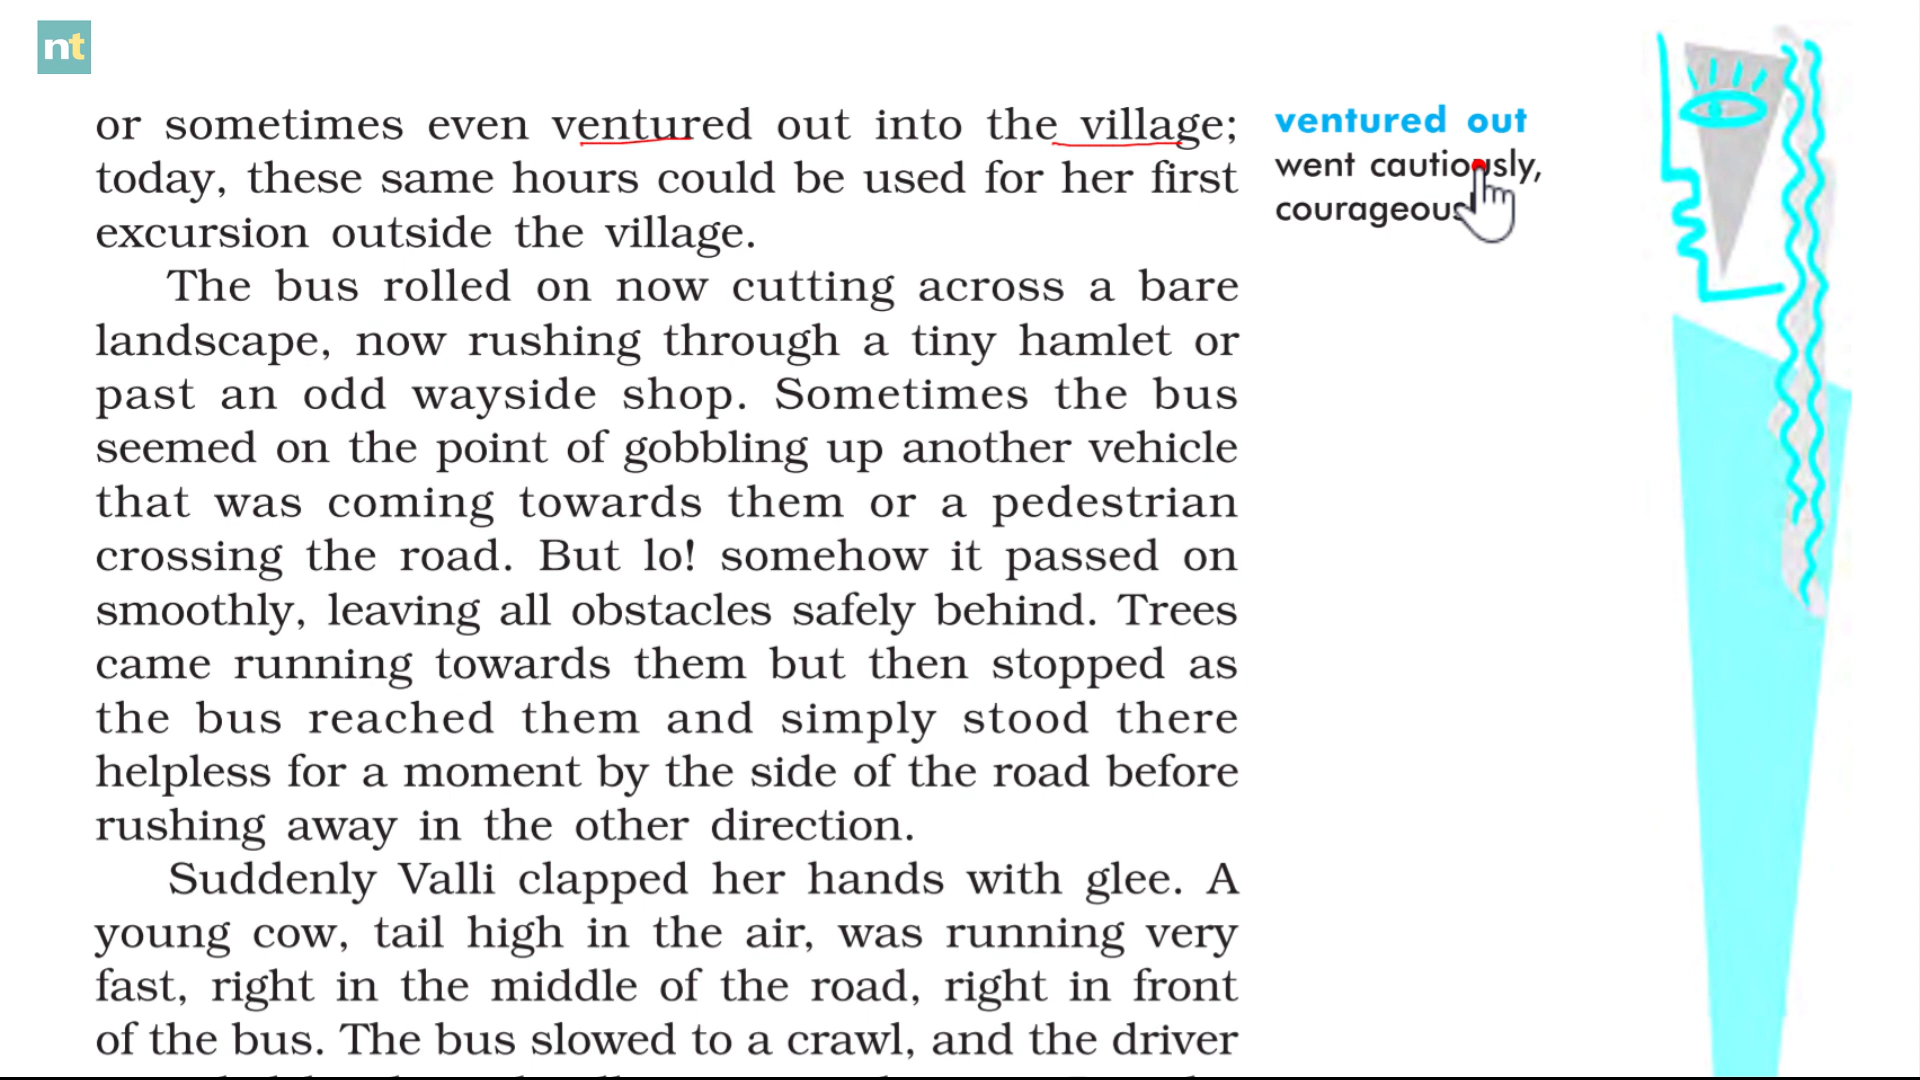 nt
or sometimes even ventured out into the village;
today, these same hours could be used for her first
excursion outside the village.
The bus rolled on now cutting across a bare
landscape, now rushing through a tiny hamlet or
past an odd wayside shop. Sometimes the bus
seemed on the point of gobbling up another vehicle
that was coming towards them or a pedestrian
crossing the road. But lo! somehow it passed on
smoothly, leaving all obstacles safely behind. Trees
came running towards them but then stopped as
the bus reached them and simply stood there
helpless for a moment by the side of the road before
rushing away in the other direction.
Suddenly Valli clapped her hands with glee. A
young cow, tail high in the air, was running very
fast, right in the middle of the road, right in front
of the bus. The bus slowed to a crawl, and the driver
ventured out
went cautiously,